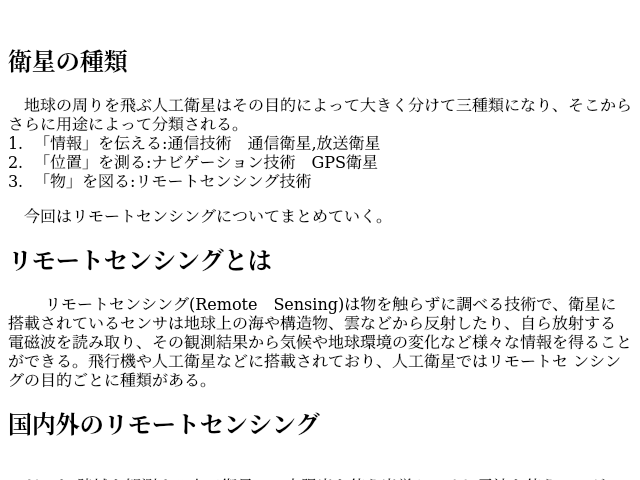 衛星の種類
地球の周りを飛ぶ人工衛星はその目的によって大きく分けて三種類になり、そこから
さらに用途によって分類される。
1. 「情報」を伝える:通信技術　通信衛星,放送衛星
2. 「位置」を測る:ナビゲーション技術　GPS衛星
3. 「物」を図る:リモートセンシング技術
今回はリモートセンシングについてまとめていく。
リモートセンシングとは
リモートセンシング(Remote　Sensing)は物を触らずに調べる技術で、衛星に
搭載されているセンサは地球上の海や構造物、雲などから反射したり、自ら放射する
電磁波を読み取り、その観測結果から気候や地球環境の変化など様々な情報を得ること
ができる。飛行機や人工衛星などに搭載されており、人工衛星ではリモートセ ンシン
グの目的ごとに種類がある。
国内外のリモートセンシング